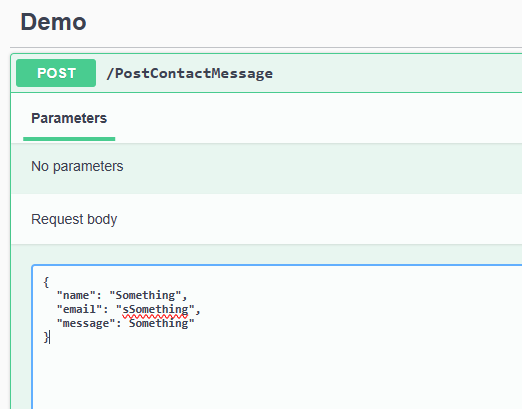 Demo
POST /PostContactMessage
Parameters
No parameters
Request body
{
"name": "Something",
"email": "sSomething",
"message": Something"
}